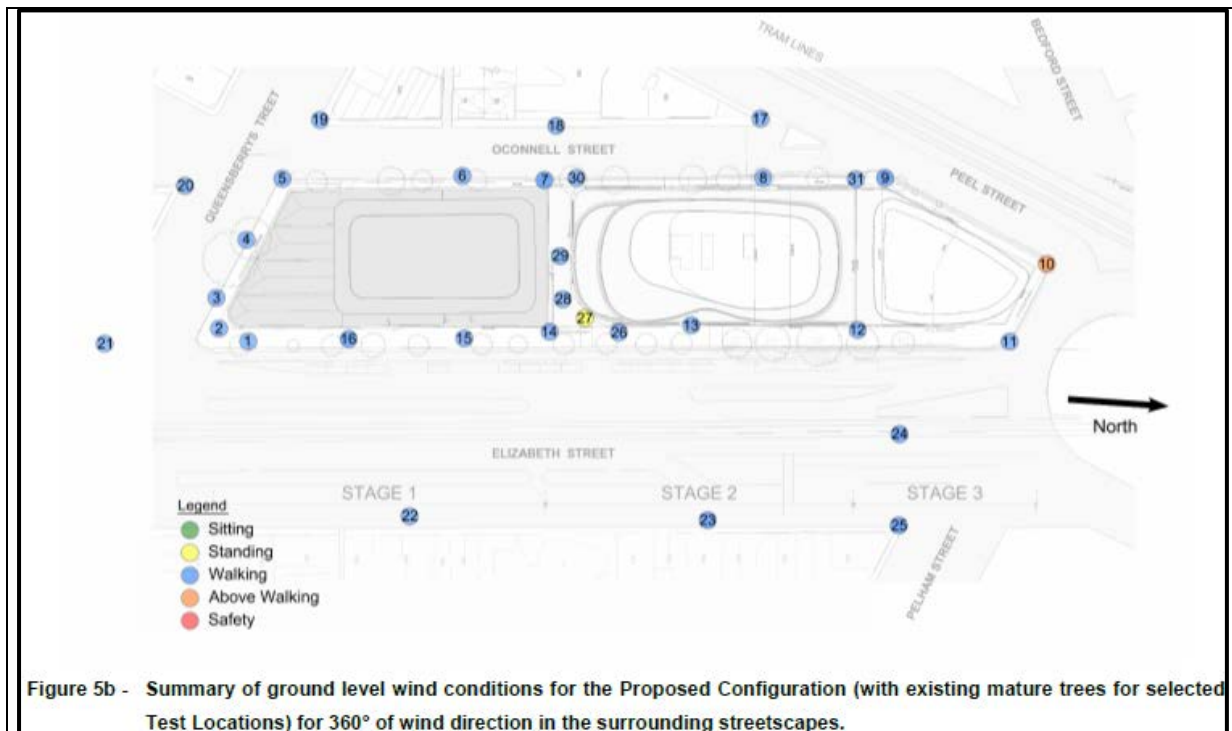 TRAM LINES
BEDFORD STREET
QUEENSBERRYS TREET
19
18
17
OCONNELL STREET
20
5
6
7
30
8
31
9
PEEL STREET
4
29
10
3
28
27
2
1
16
15
14
26
13
12
11
21
North
24
ELIZABETH STREET
STAGE 1
STAGE 2
STAGE 3
22
23
25
PELHAM STREET
Legend
Sitting
Standing
Walking
Above Walking
Safety
Figure 5b - Summary of ground level wind conditions for the Proposed Configuration (with existing mature trees for selected
Test Locations) for 360° of wind direction in the surrounding streetscapes.